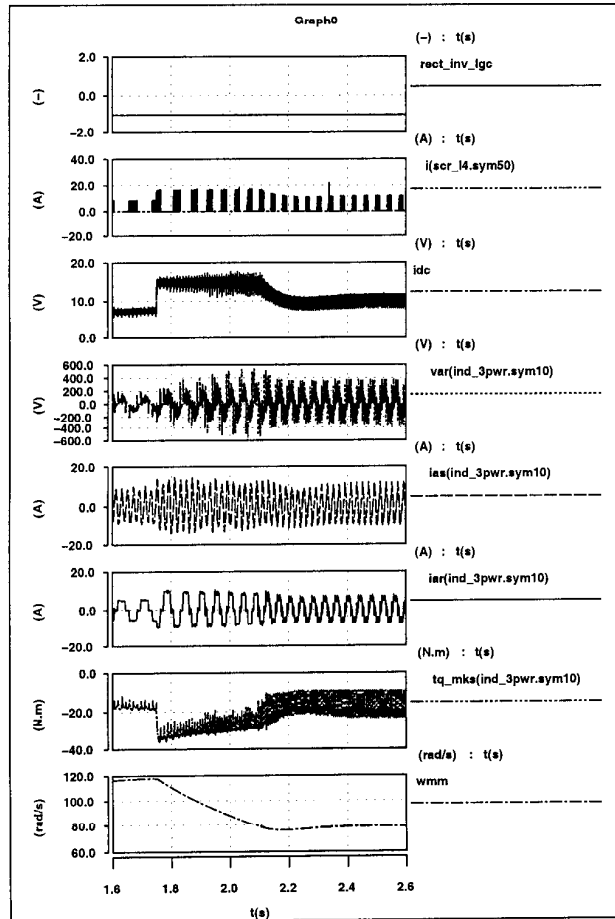 Graph0
(–) : t(s)
rect_inv_lgc
2.0
0.0
−2.0
(–)
(A) : t(s)
i(scr_l4.sym50)
40.0
20.0
0.0
−20.0
(A)
(V) : t(s)
idc
20.0
10.0
0.0
(V)
(V) : t(s)
var(ind_3pwr.sym10)
600.0
400.0
200.0
0.0
−200.0
−400.0
−600.0
(V)
(A) : t(s)
ias(ind_3pwr.sym10)
20.0
0.0
−20.0
(A)
(A) : t(s)
iar(ind_3pwr.sym10)
20.0
0.0
−20.0
(A)
(N.m) : t(s)
tq_mks(ind_3pwr.sym10)
0.0
−20.0
−40.0
(N.m)
(rad/s) : t(s)
wmm
120.0
100.0
80.0
60.0
(rad/s)
1.6 1.8 2.0 2.2 2.4 2.6
t(s)